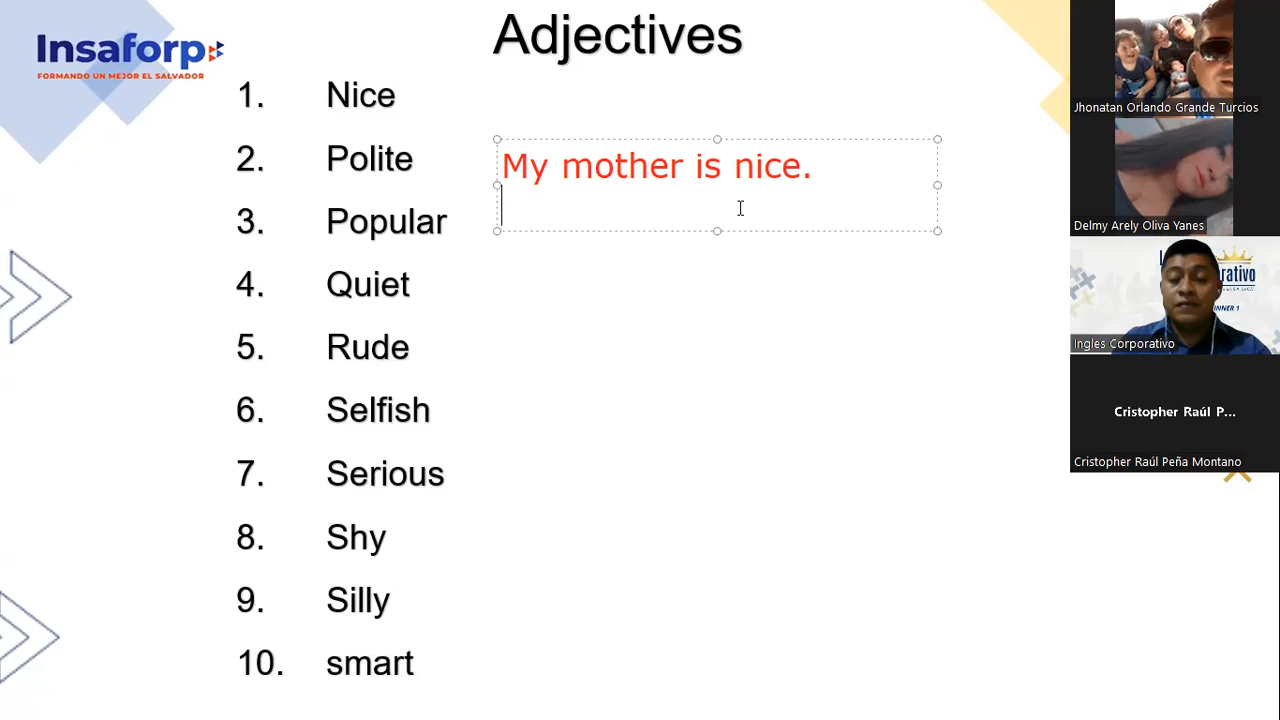 Adjectives
Insaforp
FORMANDO UN MEJOR EL SALVADOR
1. Nice
2. Polite
3. Popular
4. Quiet
5. Rude
6. Selfish
7. Serious
8. Shy
9. Silly
10. smart
My mother is nice.
Jhonatan Orlando Grande Turcios
Delmy Arely Oliva Yanes
Ingles Corporativo
Cristopher Raúl P...
Cristopher Raúl Peña Montano